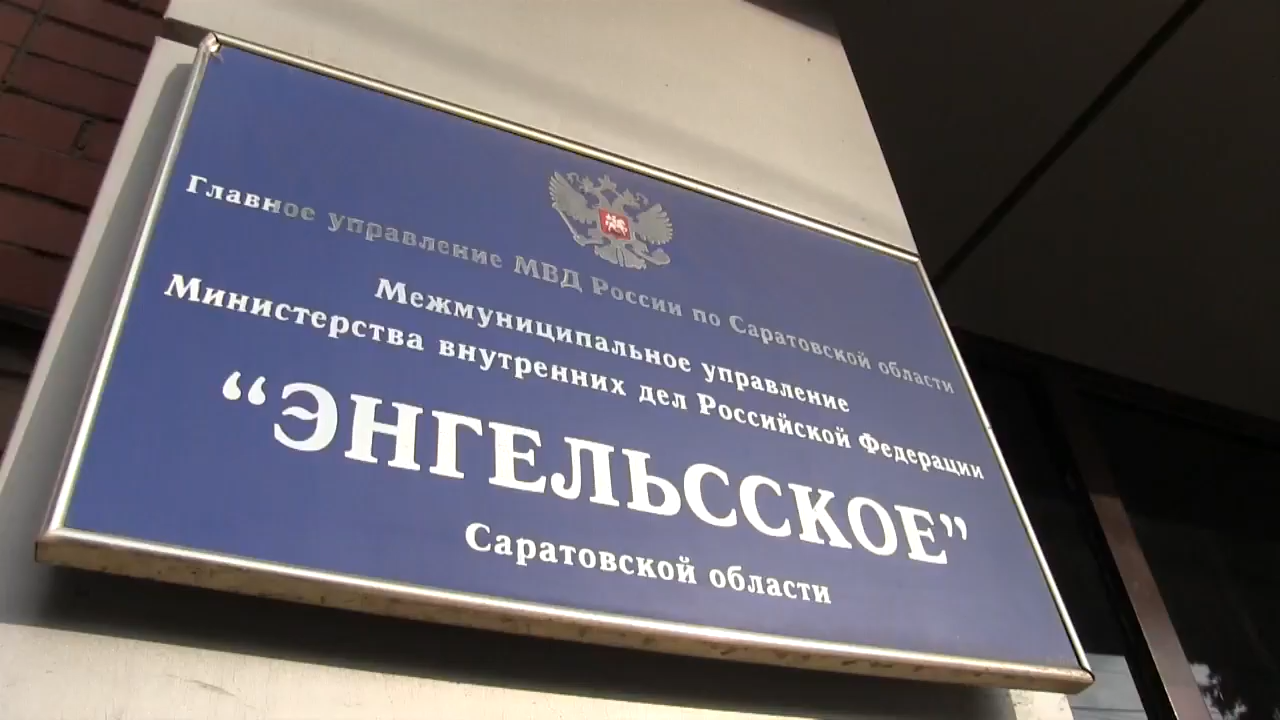 Главное управление МВД России по Саратовской области
Межмуниципальное управление
Министерства внутренних дел Российской Федерации
“ЭНГЕЛЬССКОЕ”
Саратовской области